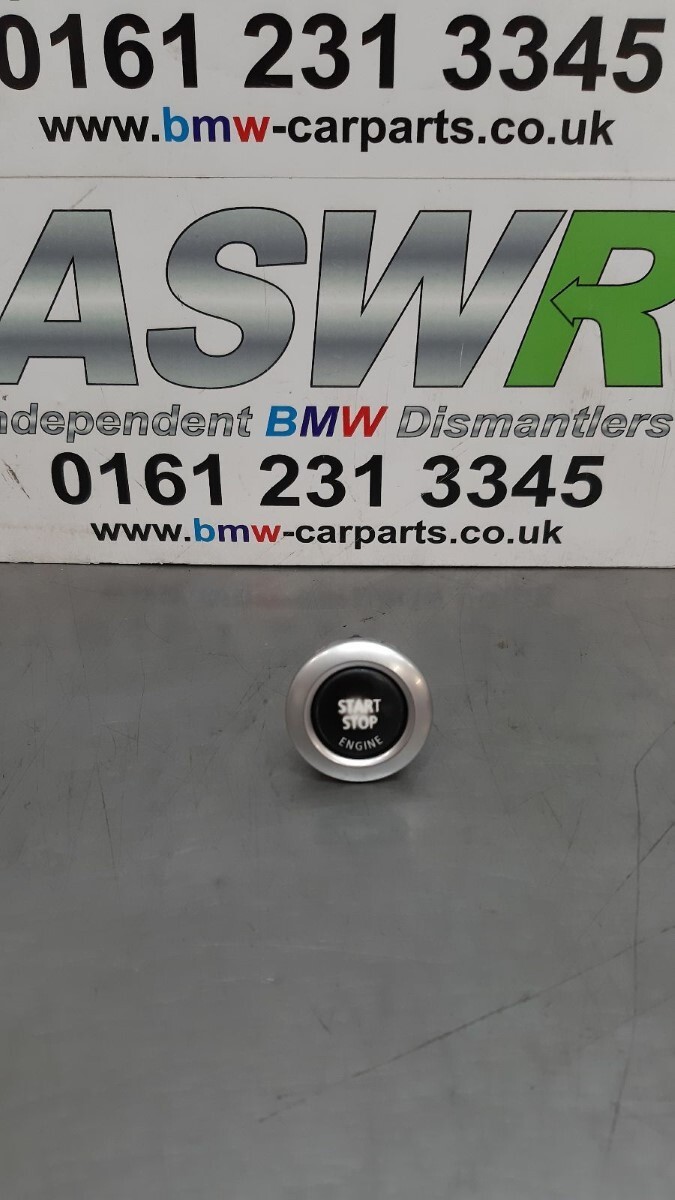 0161 231 3345
www.bmw-carparts.co.uk
ASWR
ndependent BMW Dismantlers
0161 231 3345
www.bmw-carparts.co.uk
START
STOP
ENGINE